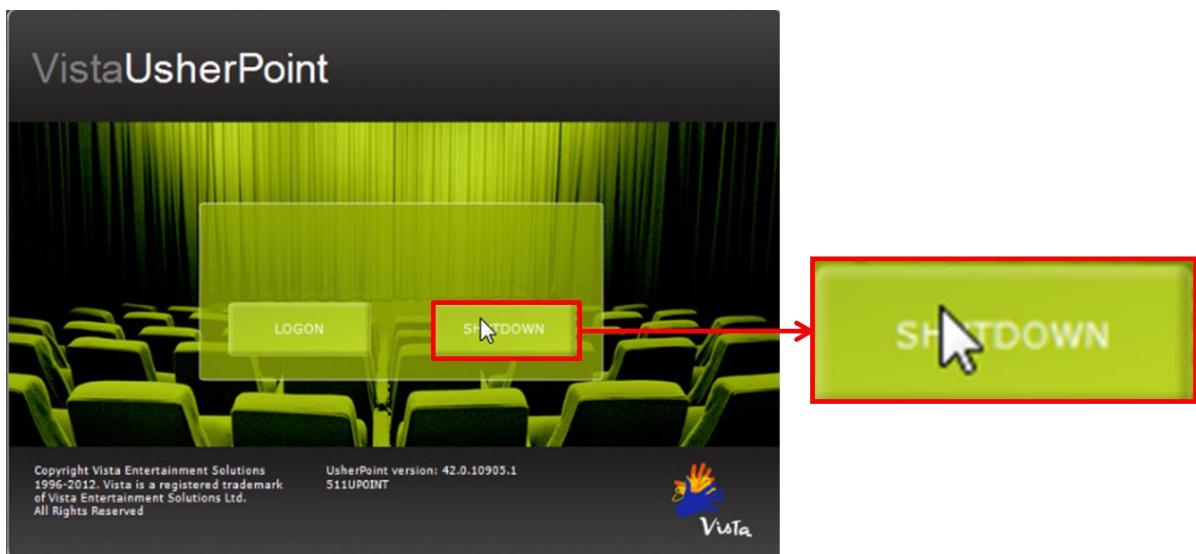 VistaUsherPoint
LOGON
SHUTDOWN
SHUTDOWN
Copyright Vista Entertainment Solutions
1996-2012. Vista is a registered trademark
of Vista Entertainment Solutions Ltd.
All Rights Reserved
UsherPoint version: 42.0.10905.1
511UPOINT
Vista